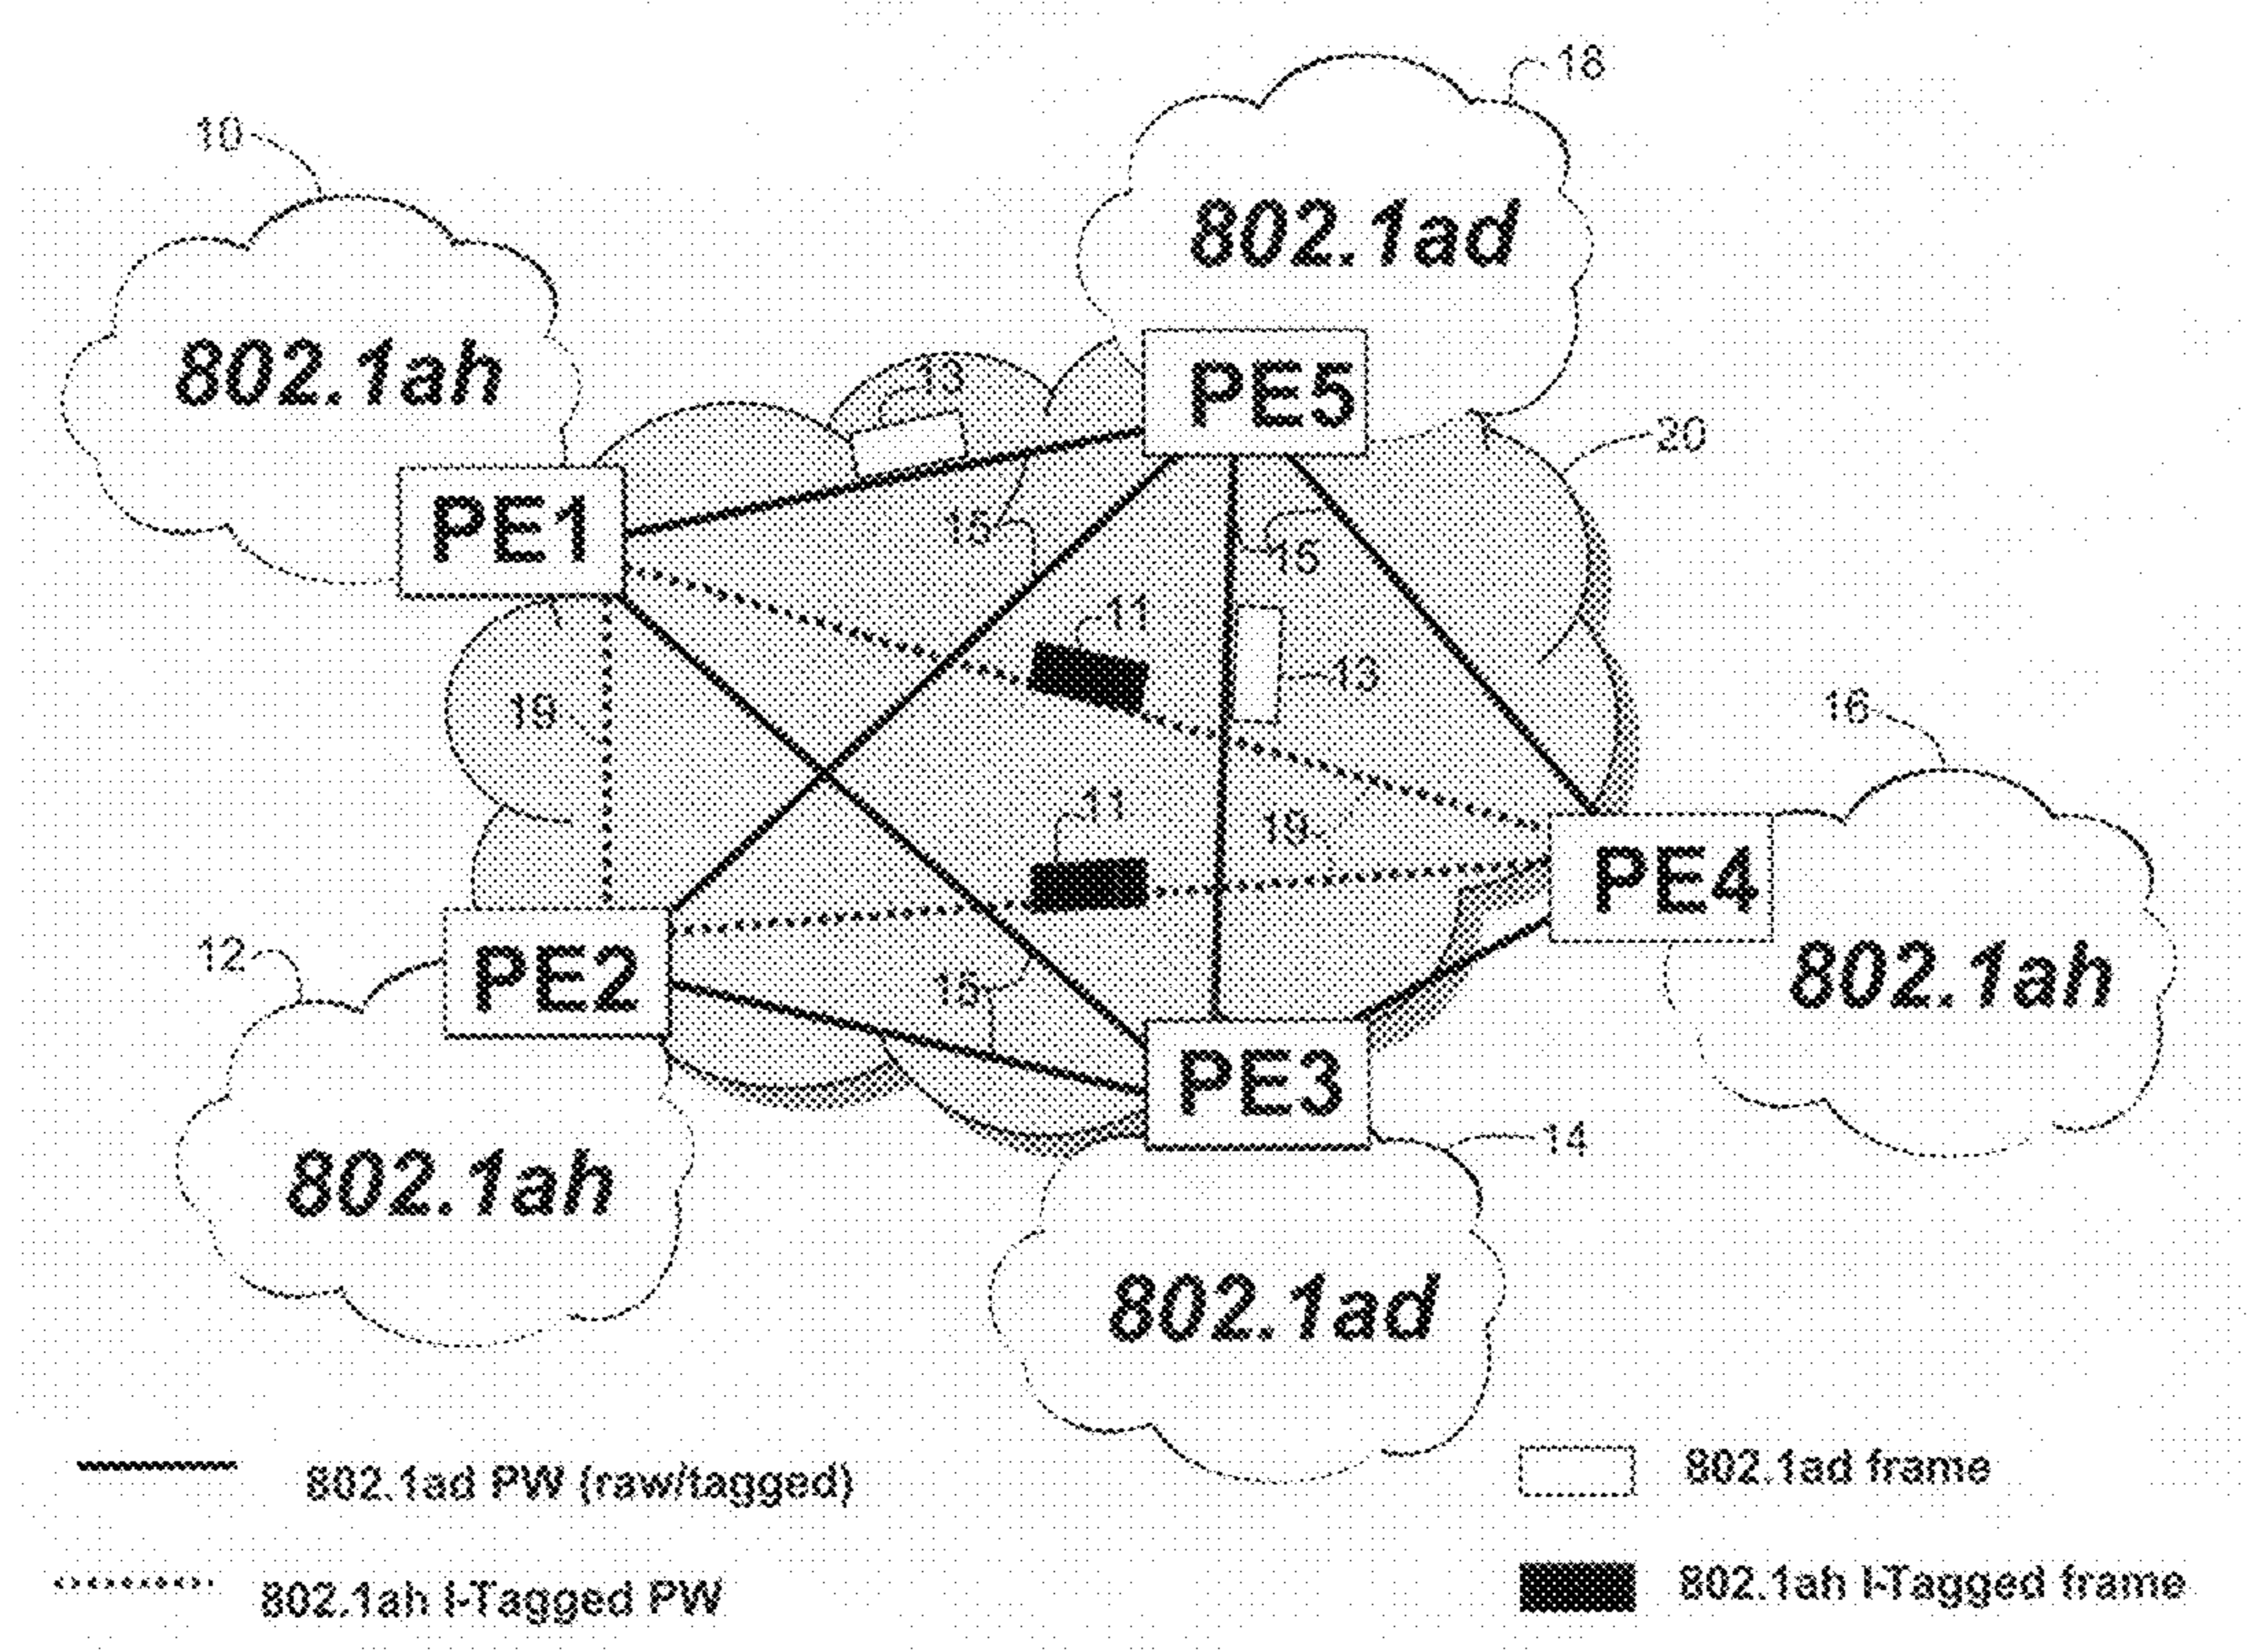 18
10
802.1ad
802.1ah
13
PE5
20
PE1
15
15
11
13
19
16
11
19
PE4
12
PE2
15
802.1ah
PE3
14
802.1ah
802.1ad
802.1ad PW (raw/tagged)
802.1ad frame
802.1ah I-Tagged PW
802.1ah I-Tagged frame